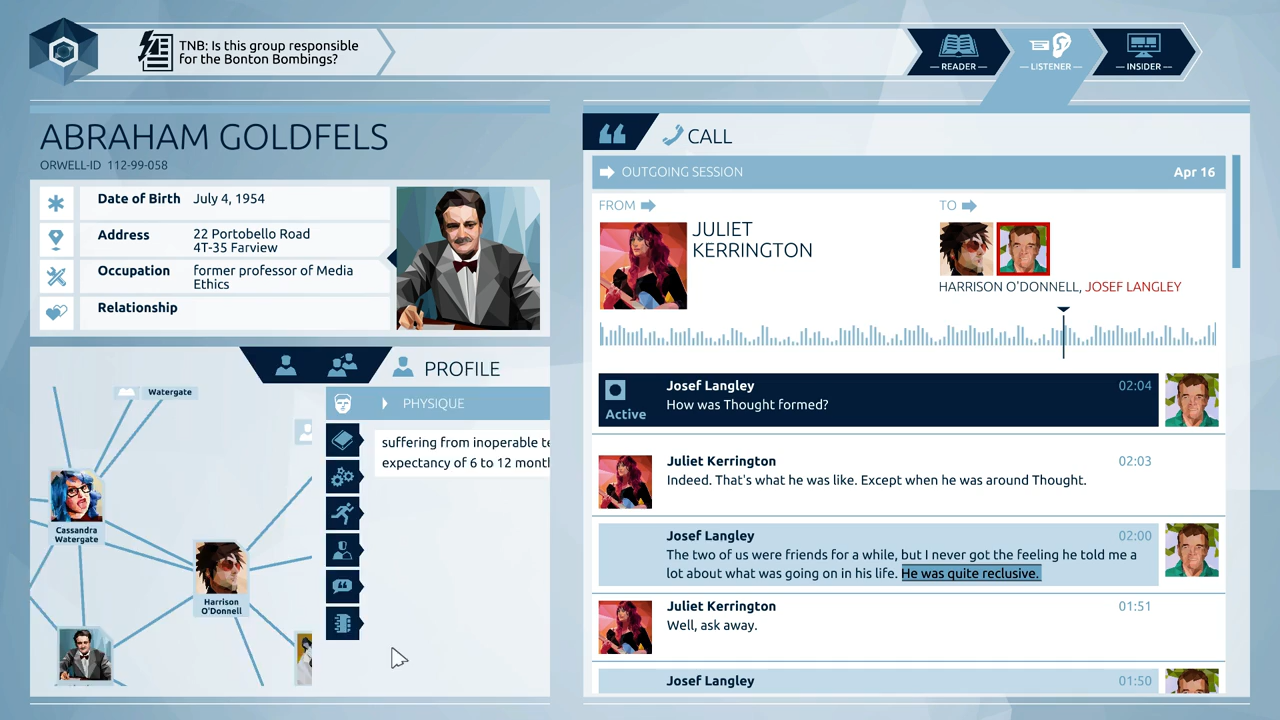 TNB: Is this group responsible
for the Bonton Bombings?
READER
LISTENER
INSIDER
ABRAHAM GOLDFELS
ORWELL-ID 112-99-058
Date of Birth July 4, 1954
Address 22 Portobello Road
4T-35 Farview
Occupation former professor of Media
Ethics
Relationship
PROFILE
PHYSIQUE
suffering from inoperable te
expectancy of 6 to 12 month
Watergate
Cassandra
Watergate
Harrison
O'Donnell
CALL
OUTGOING SESSION Apr 16
FROM TO
JULIET
KERRINGTON
HARRISON O'DONNELL, JOSEF LANGLEY
Josef Langley 02:04
How was Thought formed?
Active
Juliet Kerrington 02:03
Indeed. That's what he was like. Except when he was around Thought.
Josef Langley 02:00
The two of us were friends for a while, but I never got the feeling he told me a
lot about what was going on in his life. He was quite reclusive.
Juliet Kerrington 01:51
Well, ask away.
Josef Langley 01:50